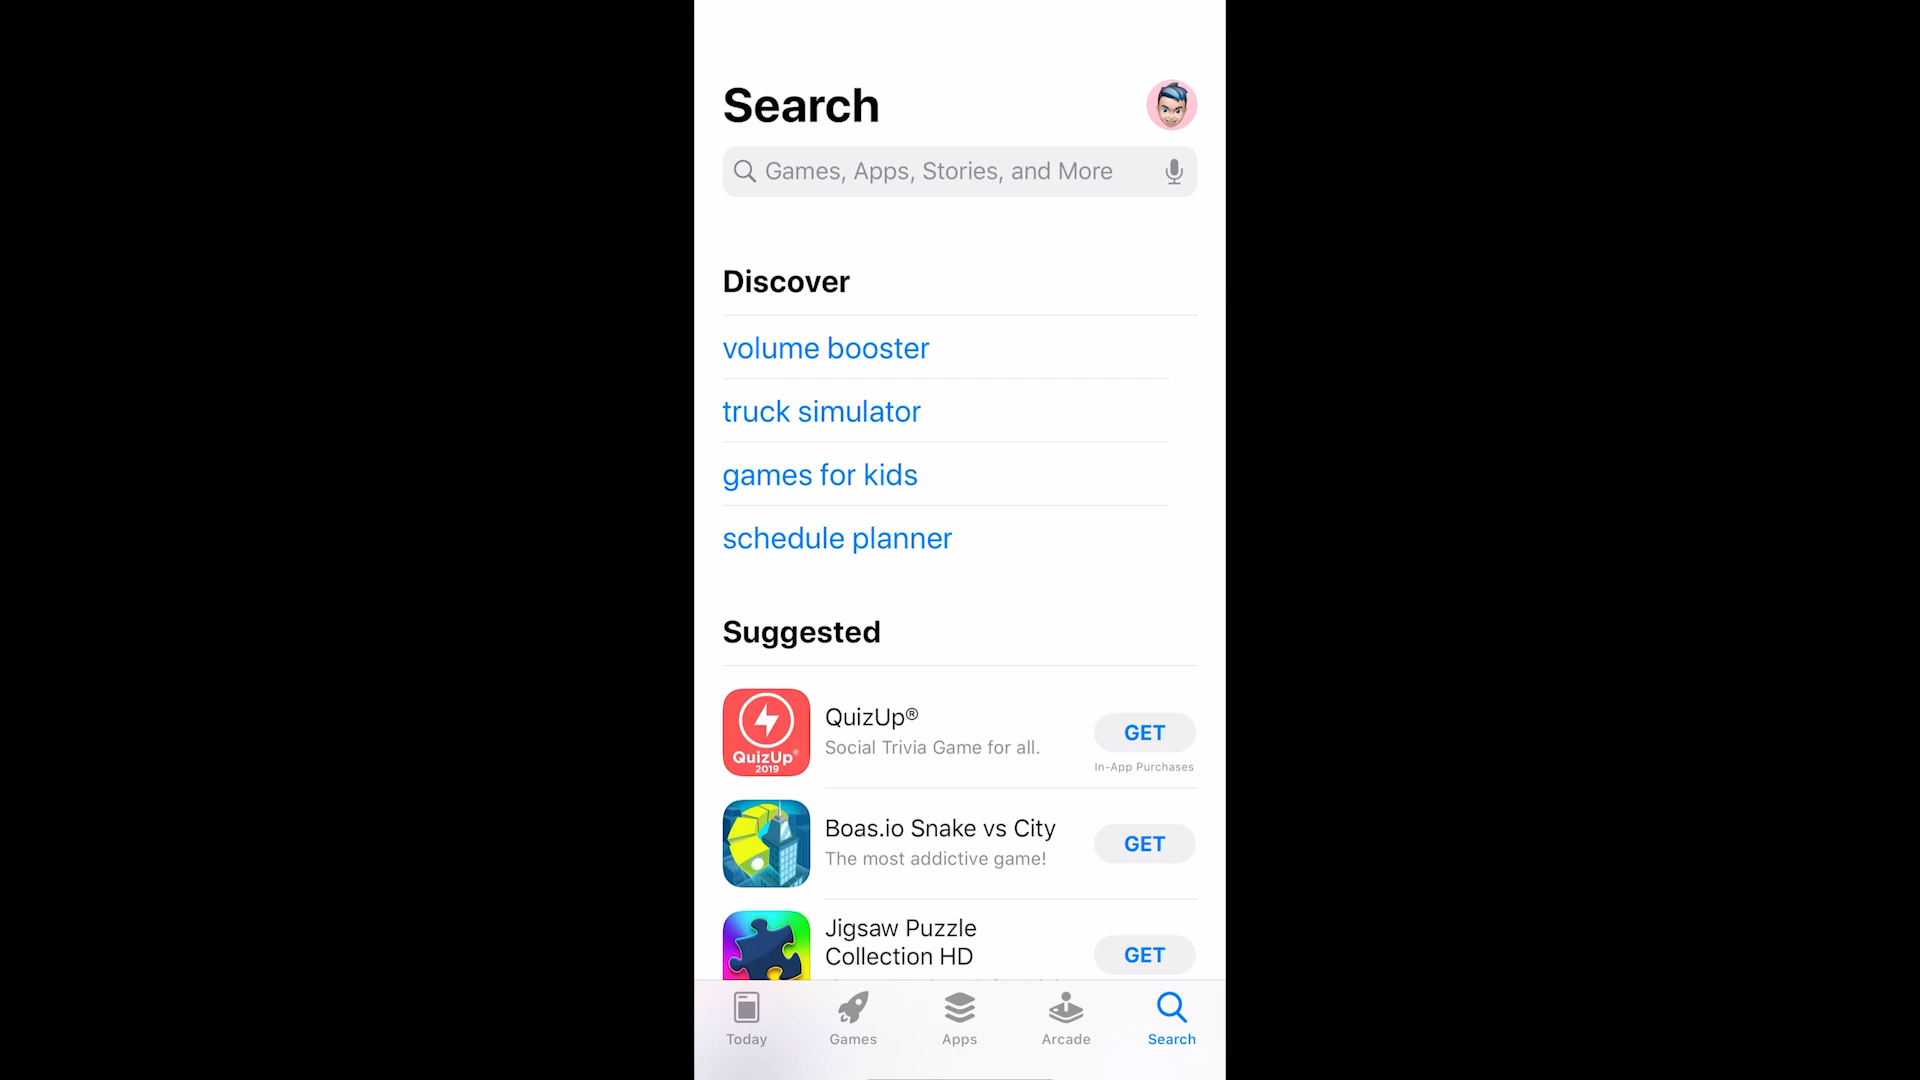 Search
Games, Apps, Stories, and More
Discover
volume booster
truck simulator
games for kids
schedule planner
Suggested
QuizUp®
2019
QuizUp®
Social Trivia Game for all.
GET
In-App Purchases
Boas.io Snake vs City
The most addictive game!
GET
Jigsaw Puzzle
Collection HD
GET
Today
Games
Apps
Arcade
Search